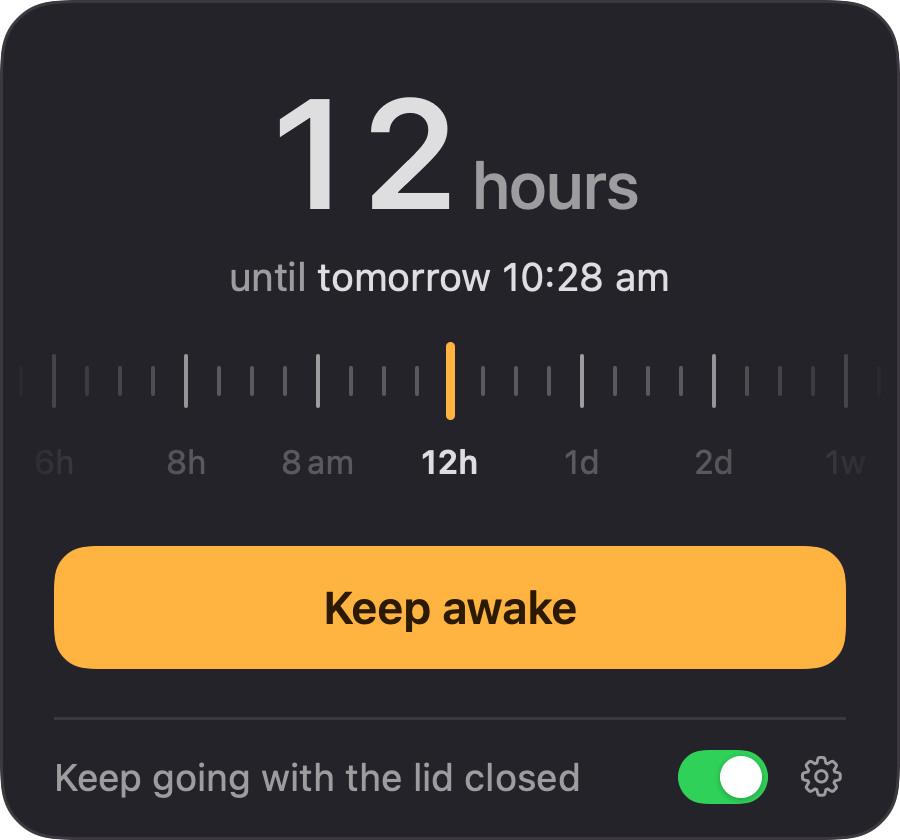 12 hours
until tomorrow 10:28 am
6h 8h 8 am 12h 1d 2d 1w
Keep awake
Keep going with the lid closed